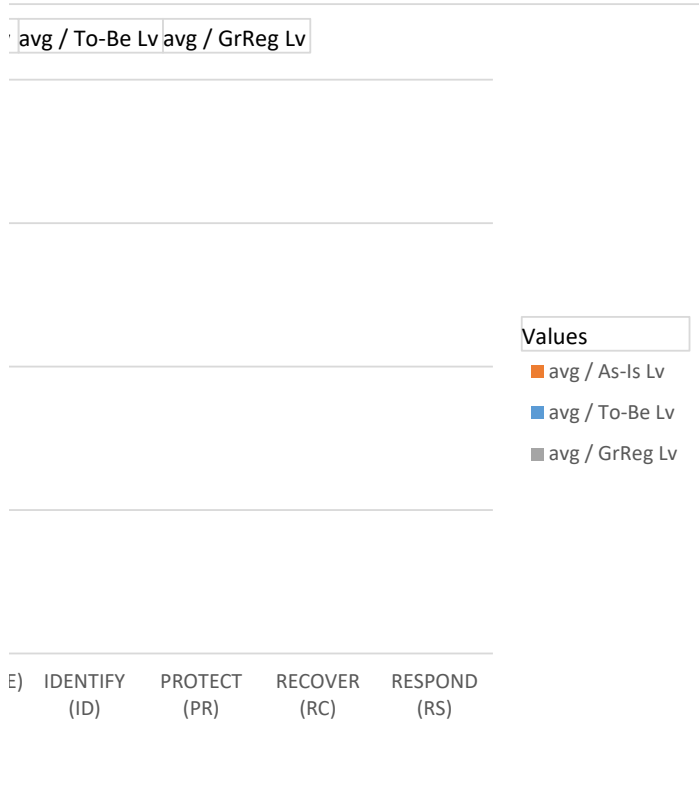 avg / To-Be Lv avg / GrReg Lv
Values
avg / As-Is Lv
avg / To-Be Lv
avg / GrReg Lv
E) IDENTIFY PROTECT RECOVER RESPOND
(ID) (PR) (RC) (RS)